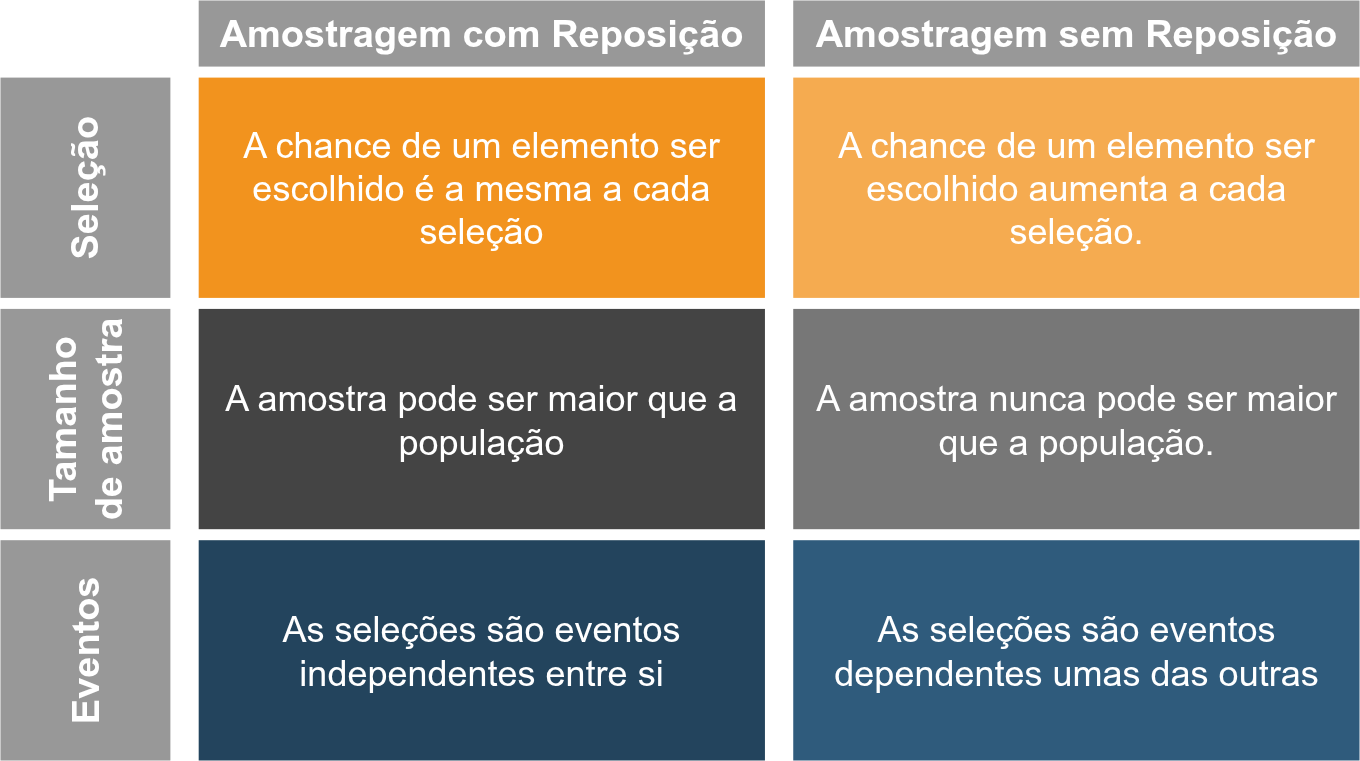 Amostragem com Reposição
Amostragem sem Reposição
Seleção
A chance de um elemento ser
escolhido é a mesma a cada
seleção
A chance de um elemento ser
escolhido aumenta a cada
seleção.
Tamanho
de amostra
A amostra pode ser maior que a
população
A amostra nunca pode ser maior
que a população.
Eventos
As seleções são eventos
independentes entre si
As seleções são eventos
dependentes umas das outras